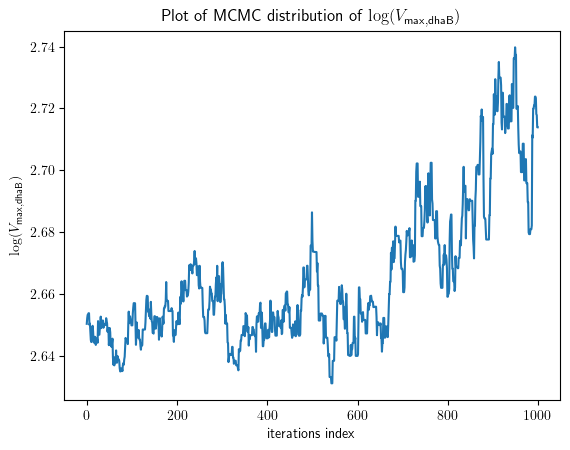 Plot of MCMC distribution of log(V_max,dhaB)
log(V_max,dhaB)
2.74
2.72
2.70
2.68
2.66
2.64
0 200 400 600 800 1000
iterations index